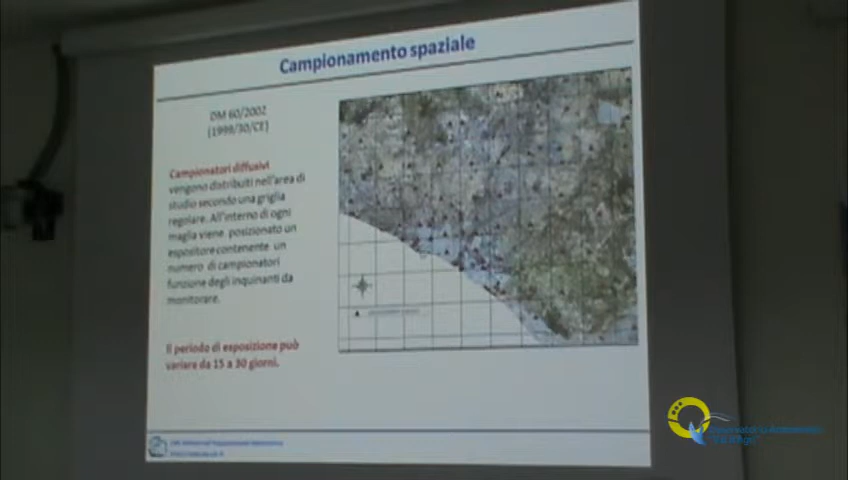 Campionamento spaziale
DM 60/2002
(1999/30/CE)
Campionatori diffusivi
vengono distribuiti nell'area di
studio secondo una griglia
regolare. All'interno di ogni
maglia viene posizionato un
espositore contenente un
numero di campionatori
funzione degli inquinanti da
monitorare.
Il periodo di esposizione può
variare da 15 a 30 giorni.